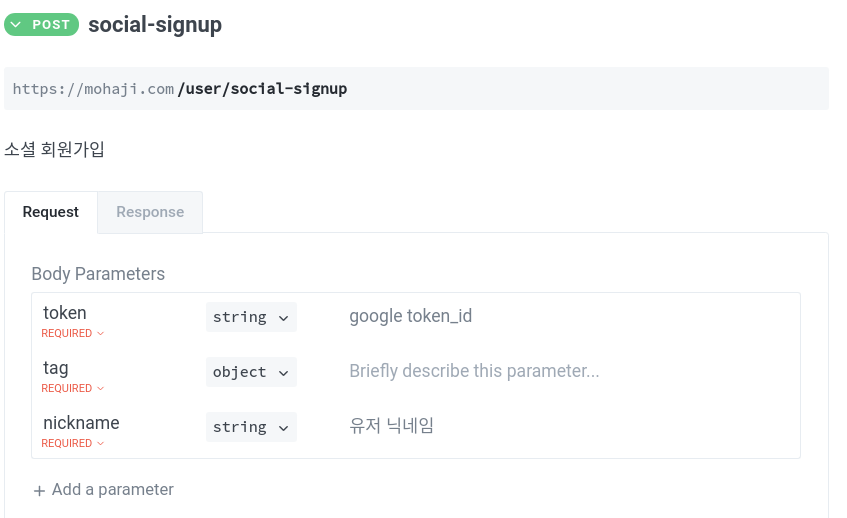 POST social-signup
https://mohaji.com/user/social-signup
소셜 회원가입
Request Response
Body Parameters
token string google token_id
REQUIRED
tag object Briefly describe this parameter...
REQUIRED
nickname string 유저 닉네임
REQUIRED
+ Add a parameter